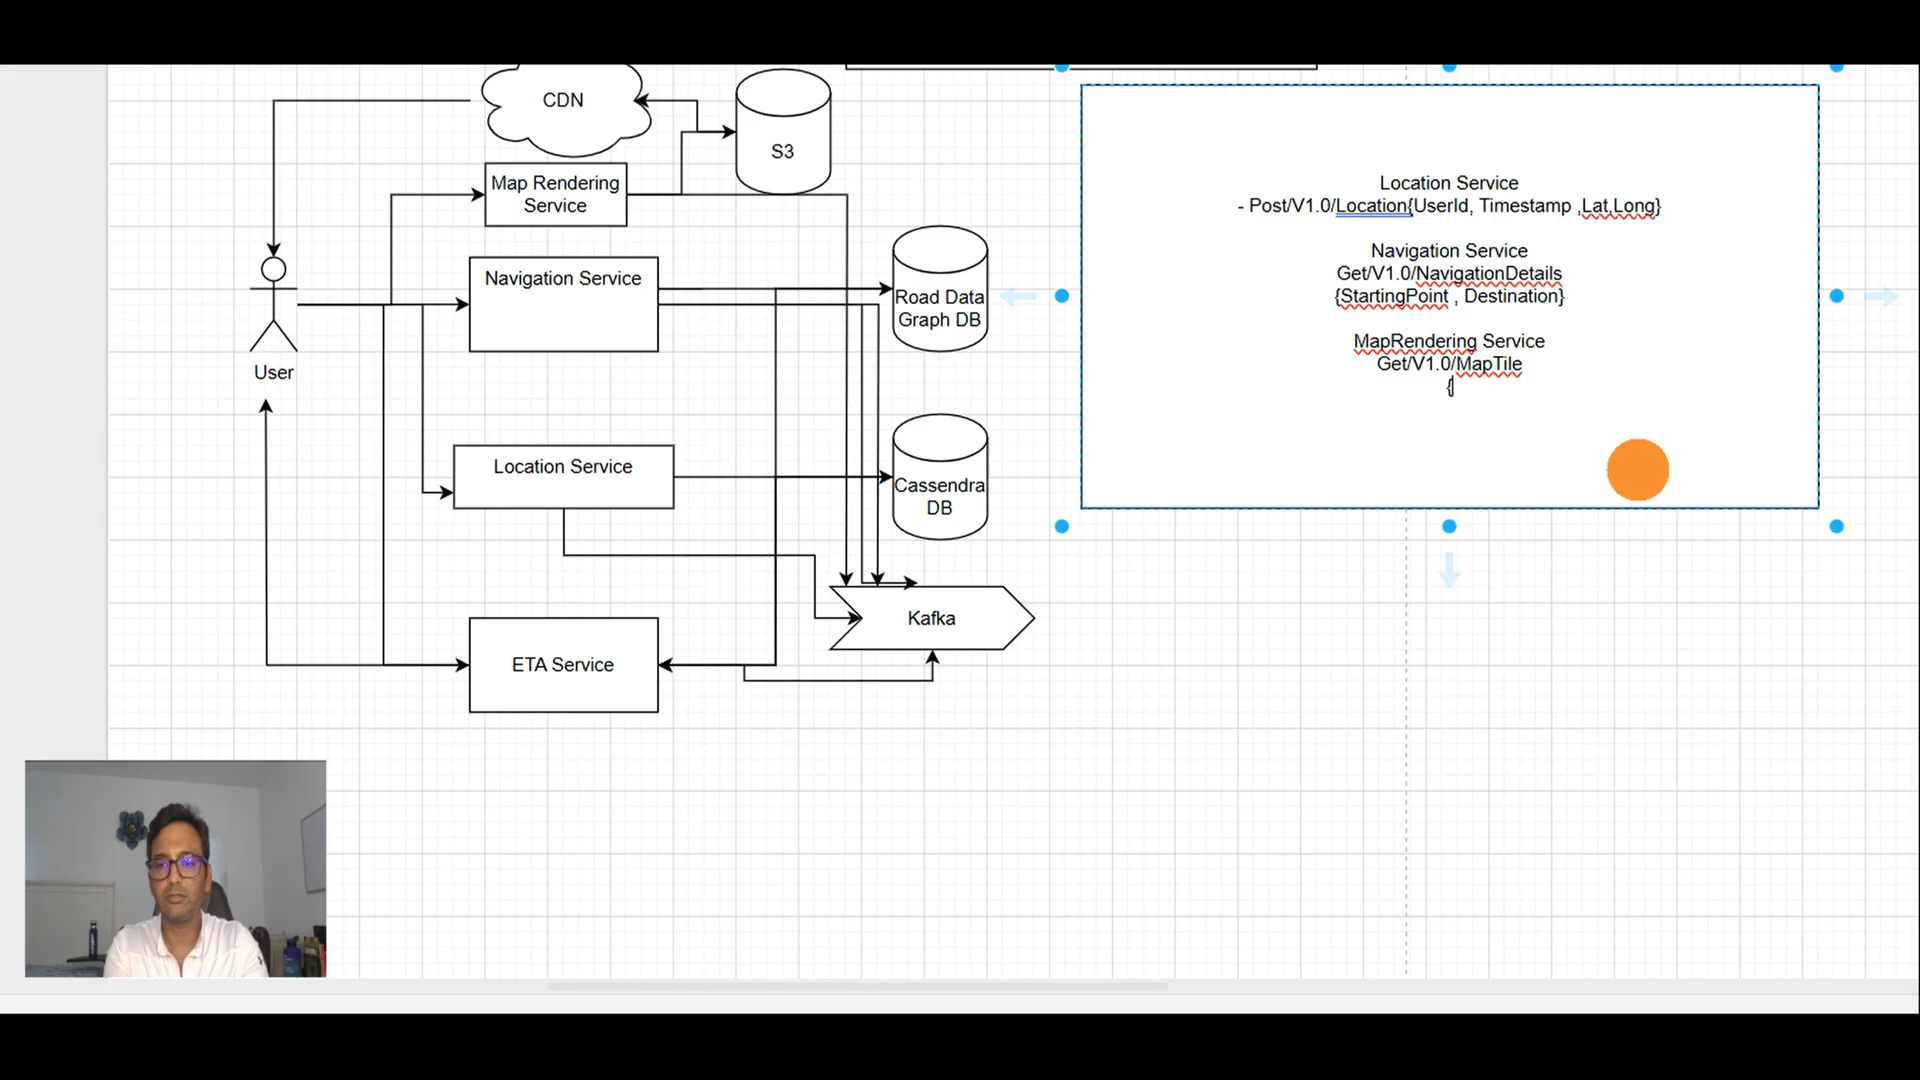 CDN
S3
Map Rendering
Service
Navigation Service
Road Data
Graph DB
User
Location Service
Cassendra
DB
Kafka
ETA Service
Location Service
- Post/V1.0/Location{UserId, Timestamp ,Lat,Long}
Navigation Service
Get/V1.0/NavigationDetails
{StartingPoint , Destination}
MapRendering Service
Get/V1.0/MapTile
{